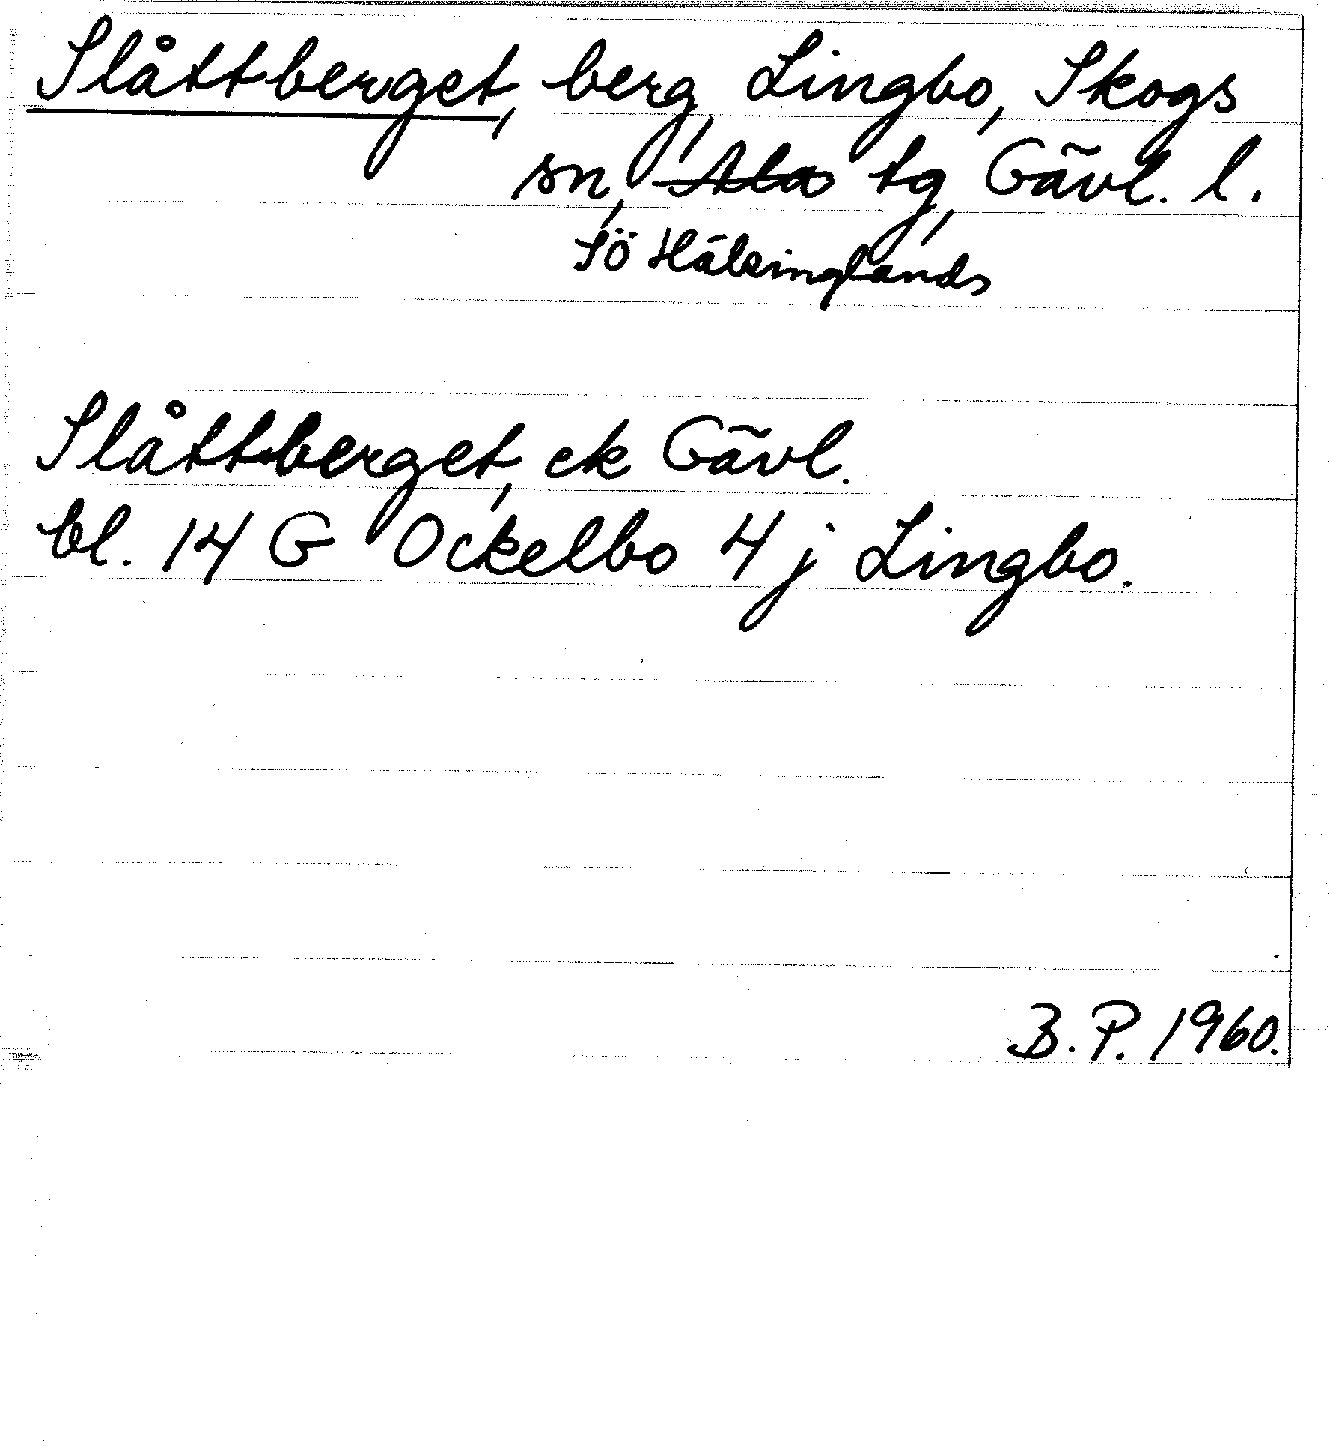 Slåttberget, berg, Lingbo, Skogs
sn, Ala tg, Gävl. l.
SÖ Hälsinglands
Slåttberget, ek Gävl.
bl. 14 G Ockelbo 4 j Lingbo.
B. P. 1960.